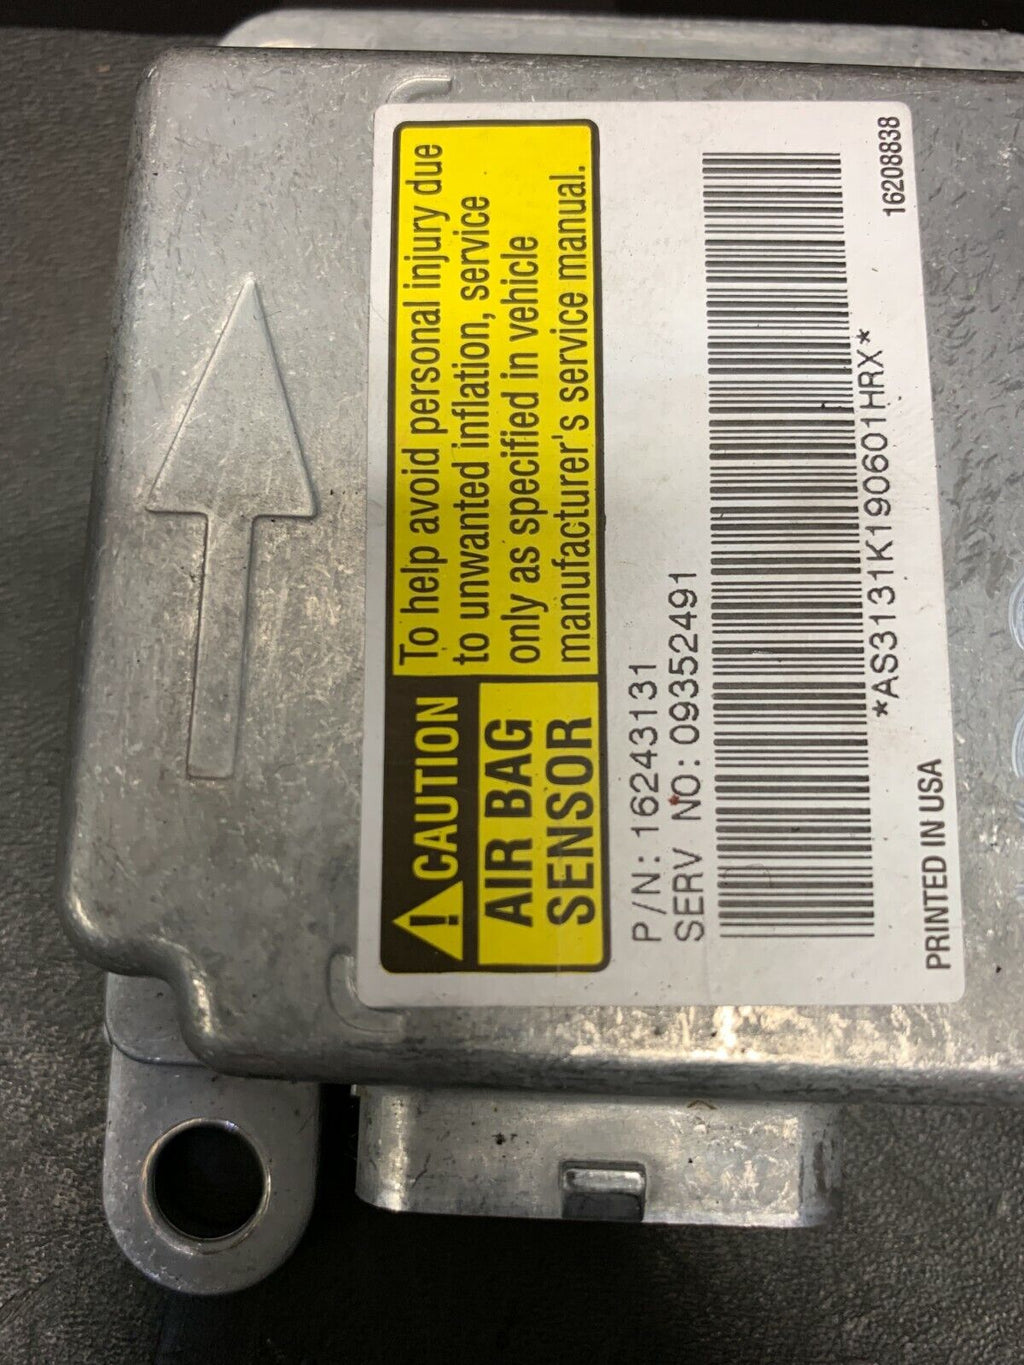 CAUTION
AIR BAG
SENSOR
To help avoid personal injury due
to unwanted inflation, service
only as specified in vehicle
manufacturer's service manual.
P/N: 16243131
SERV NO: 09352491
*AS3131K190601HRX*
PRINTED IN USA
16208838